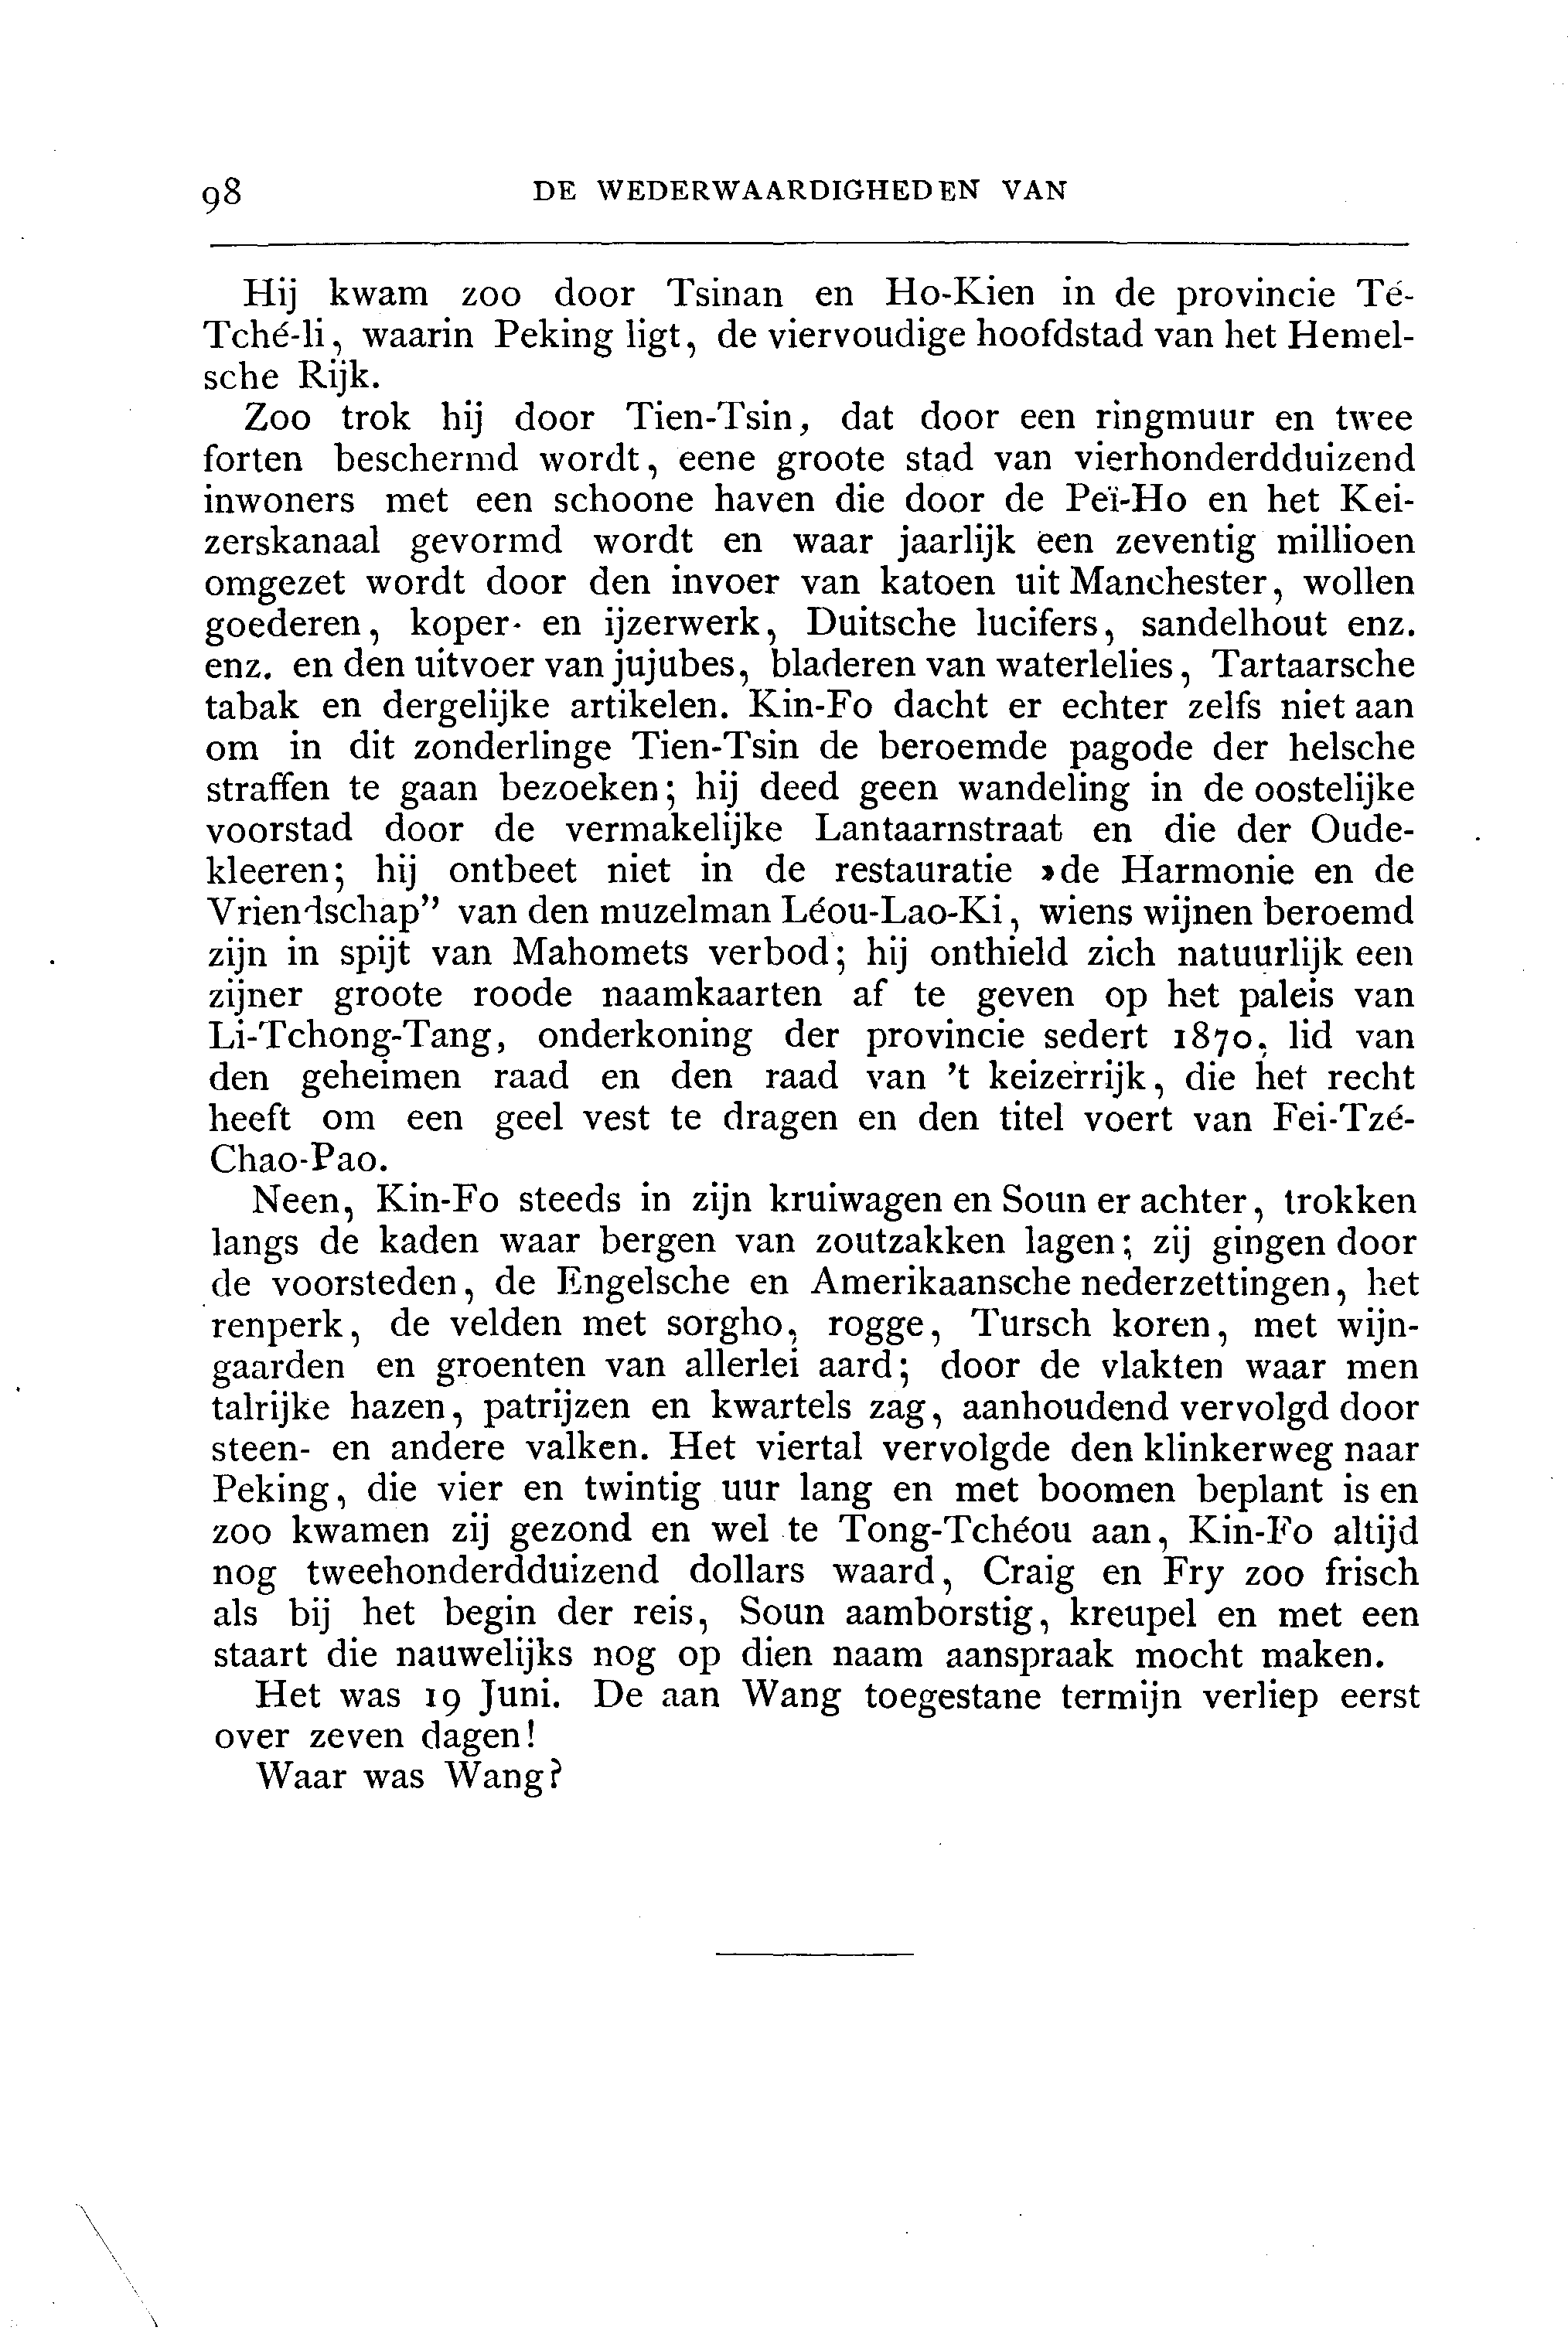 98 DE WEDERWAARDIGHEDEN VAN
Hij kwam zoo door Tsinan en Ho-Kien in de provincie Té-
Tché-li, waarin Peking ligt, de viervoudige hoofdstad van het Hemel-
sche Rijk.
Zoo trok hij door Tien-Tsin, dat door een ringmuur en twee
forten beschermd wordt, eene groote stad van vierhonderdduizend
inwoners met een schoone haven die door de Peï-Ho en het Kei-
zerskanaal gevormd wordt en waar jaarlijk een zeventig millioen
omgezet wordt door den invoer van katoen uit Manchester, wollen
goederen, koper- en ijzerwerk, Duitsche lucifers, sandelhout enz.
enz. en den uitvoer van jujubes, bladeren van waterlelies, Tartaarsche
tabak en dergelijke artikelen. Kin-Fo dacht er echter zelfs niet aan
om in dit zonderlinge Tien-Tsin de beroemde pagode der helsche
straffen te gaan bezoeken; hij deed geen wandeling in de oostelijke
voorstad door de vermakelijke Lantaarnstraat en die der Oude-
kleeren; hij ontbeet niet in de restauratie »de Harmonie en de
Vriendschap” van den muzelman Léou-Lao-Ki, wiens wijnen beroemd
zijn in spijt van Mahomets verbod; hij onthield zich natuurlijk een
zijner groote roode naamkaarten af te geven op het paleis van
Li-Tchong-Tang, onderkoning der provincie sedert 1870, lid van
den geheimen raad en den raad van 't keizerrijk, die het recht
heeft om een geel vest te dragen en den titel voert van Fei-Tzé-
Chao-Pao.
Neen, Kin-Fo steeds in zijn kruiwagen en Soun er achter, trokken
langs de kaden waar bergen van zoutzakken lagen; zij gingen door
de voorsteden, de Engelsche en Amerikaansche nederzettingen, het
renperk, de velden met sorgho, rogge, Tursch koren, met wijn-
gaarden en groenten van allerlei aard; door de vlakten waar men
talrijke hazen, patrijzen en kwartels zag, aanhoudend vervolgd door
steen- en andere valken. Het viertal vervolgde den klinkerweg naar
Peking, die vier en twintig uur lang en met boomen beplant is en
zoo kwamen zij gezond en wel te Tong-Tchéou aan, Kin-Fo altijd
nog tweehonderdduizend dollars waard, Craig en Fry zoo frisch
als bij het begin der reis, Soun aamborstig, kreupel en met een
staart die nauwelijks nog op dien naam aanspraak mocht maken.
Het was 19 Juni. De aan Wang toegestane termijn verliep eerst
over zeven dagen!
Waar was Wang?